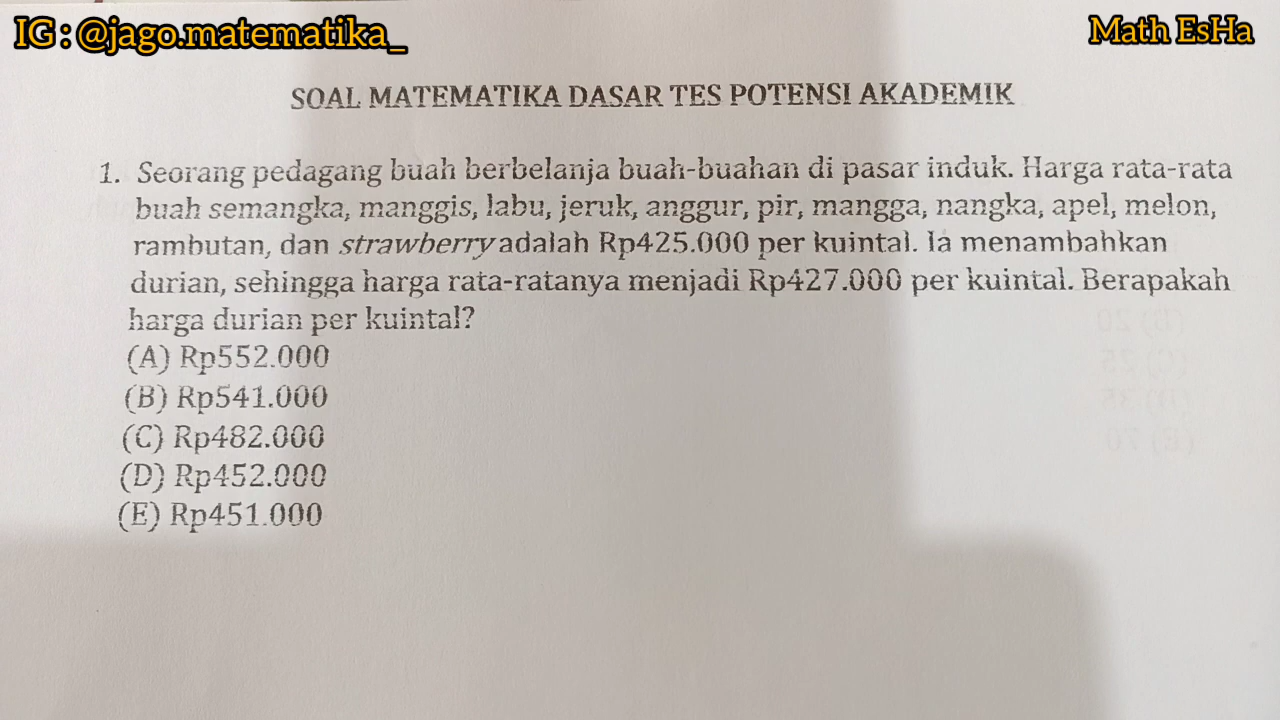 IG : @jago.matematika_
Math EsHa
SOAL MATEMATIKA DASAR TES POTENSI AKADEMIK
1. Seorang pedagang buah berbelanja buah-buahan di pasar induk. Harga rata-rata
buah semangka, manggis, labu, jeruk, anggur, pir, mangga, nangka, apel, melon,
rambutan, dan strawberry adalah Rp425.000 per kuintal. Ia menambahkan
durian, sehingga harga rata-ratanya menjadi Rp427.000 per kuintal. Berapakah
harga durian per kuintal?
(A) Rp552.000
(B) Rp541.000
(C) Rp482.000
(D) Rp452.000
(E) Rp451.000